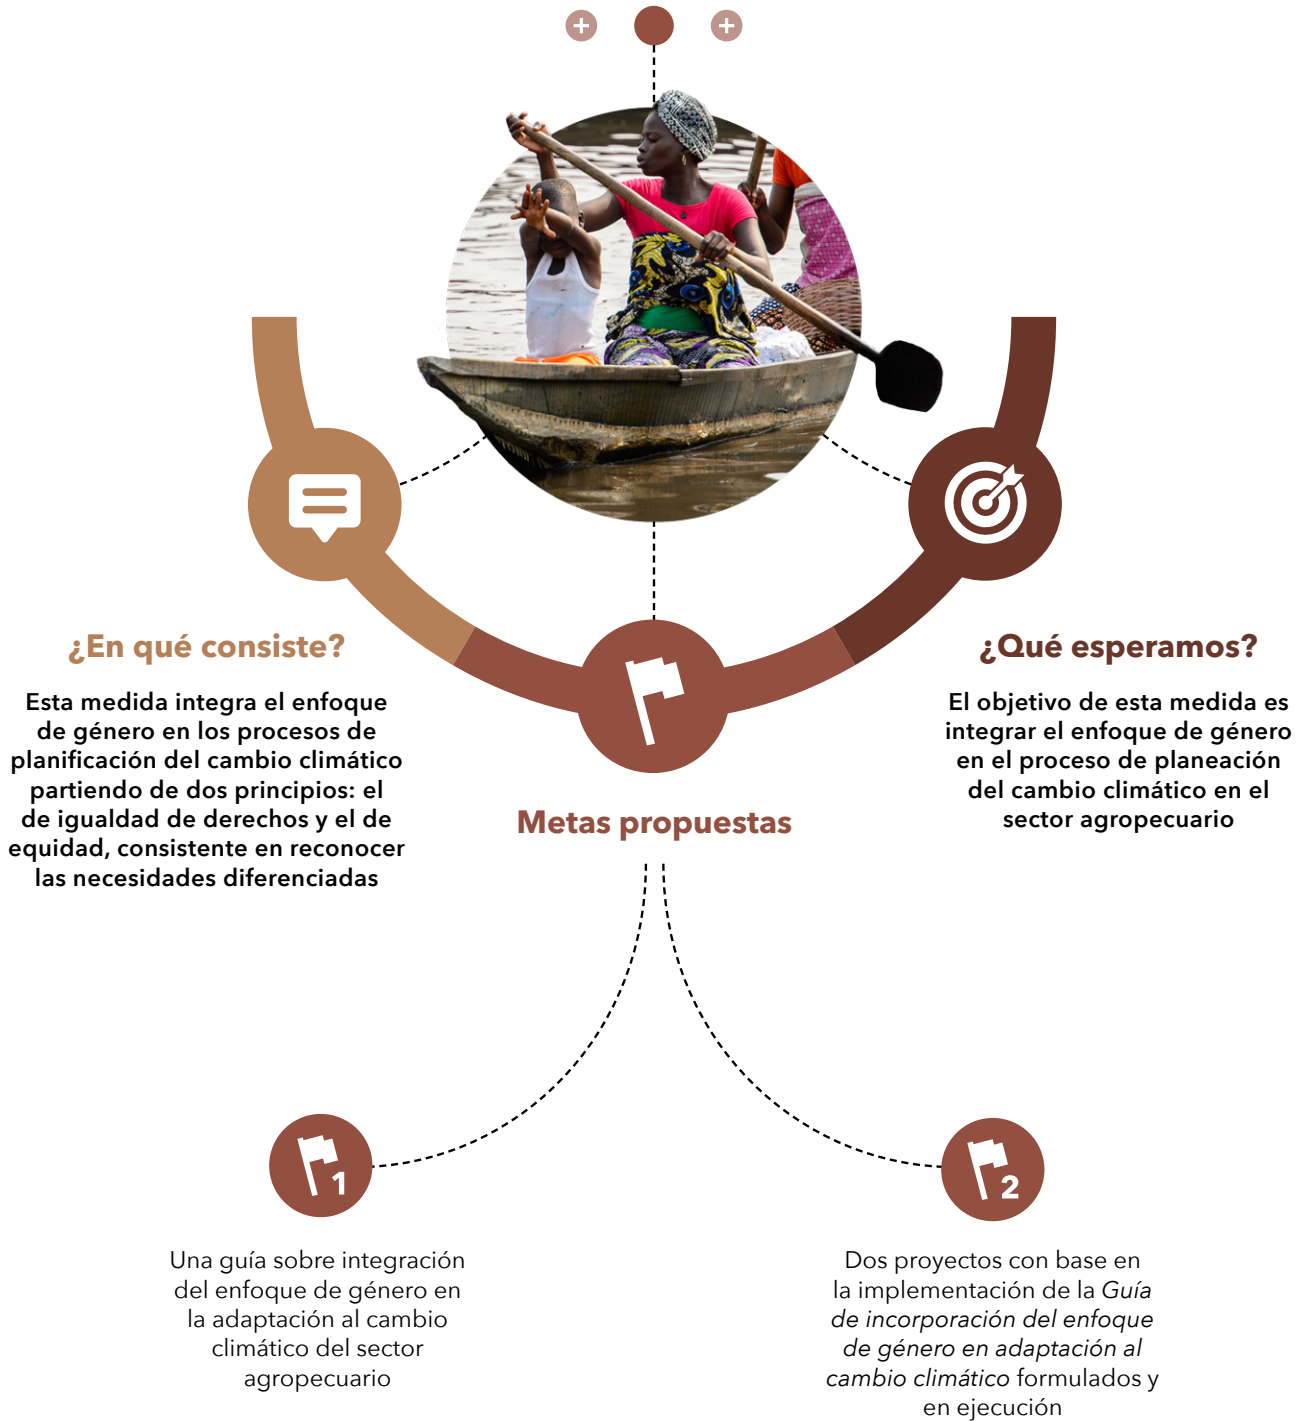 ¿En qué consiste?
Esta medida integra el enfoque
de género en los procesos de
planificación del cambio climático
partiendo de dos principios: el
de igualdad de derechos y el de
equidad, consistente en reconocer
las necesidades diferenciadas
Metas propuestas
¿Qué esperamos?
El objetivo de esta medida es
integrar el enfoque de género
en el proceso de planeación
del cambio climático en el
sector agropecuario
1
Una guía sobre integración
del enfoque de género en
la adaptación al cambio
climático del sector
agropecuario
2
Dos proyectos con base en
la implementación de la Guía
de incorporación del enfoque
de género en adaptación al
cambio climático formulados y
en ejecución